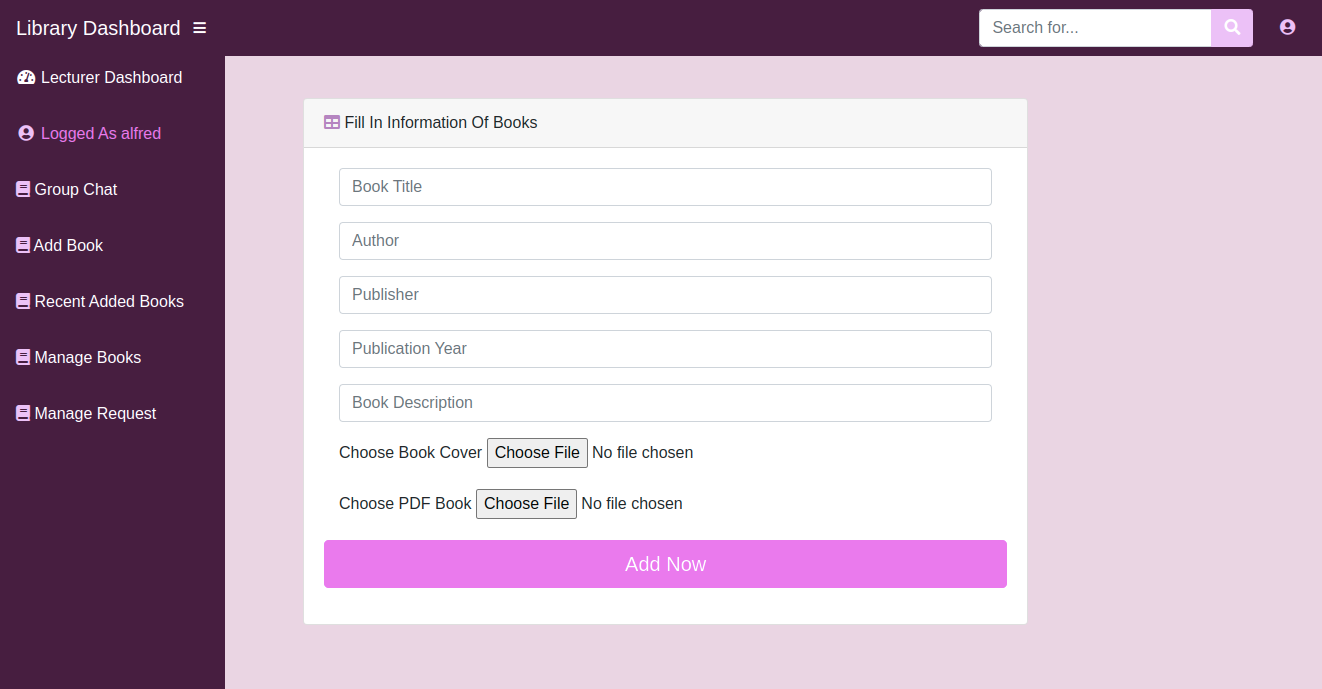 Library Dashboard
Search for...
Lecturer Dashboard
Logged As alfred
Group Chat
Add Book
Recent Added Books
Manage Books
Manage Request
Fill In Information Of Books
Book Title
Author
Publisher
Publication Year
Book Description
Choose Book Cover Choose File No file chosen
Choose PDF Book Choose File No file chosen
Add Now